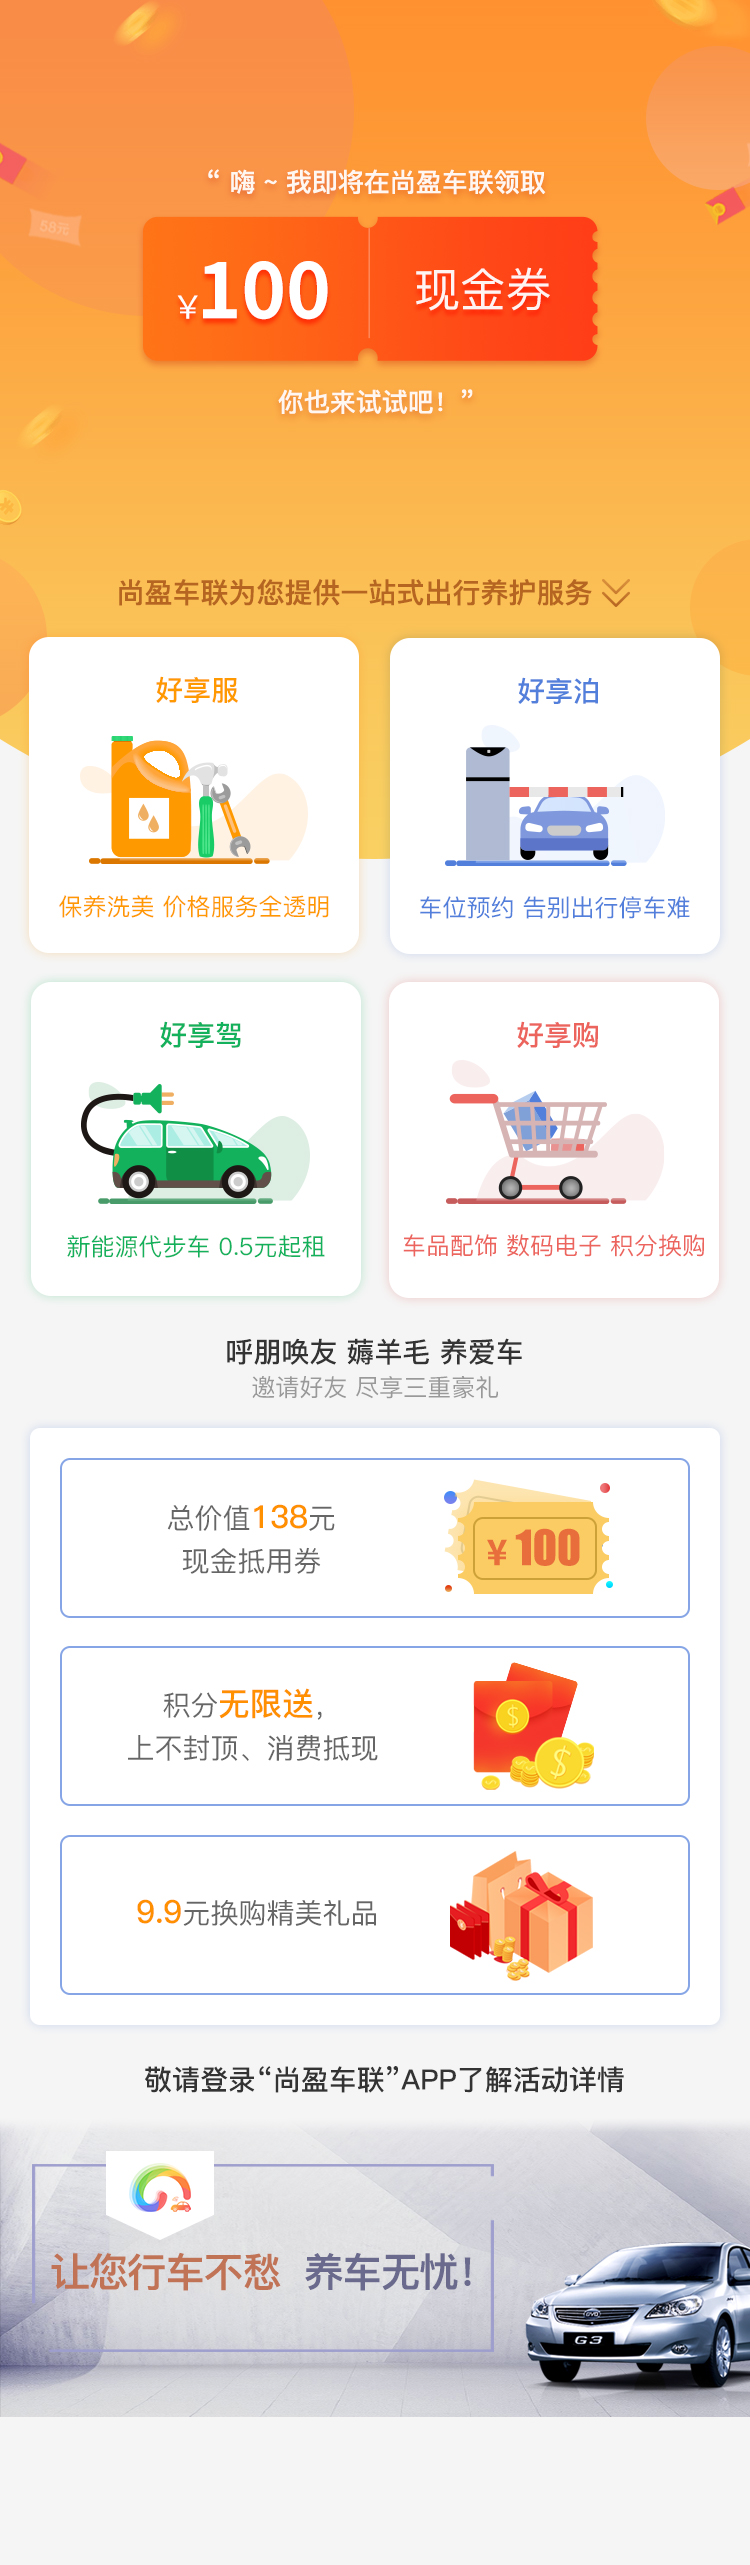 “ 嗨 ~ 我即将在尚盈车联领取
58元
¥100 现金券
你也来试试吧！”
尚盈车联为您提供一站式出行养护服务
好享服
保养洗美 价格服务全透明
好享泊
车位预约 告别出行停车难
好享驾
新能源代步车 0.5元起租
好享购
车品配饰 数码电子 积分换购
呼朋唤友 薅羊毛 养爱车
邀请好友 尽享三重豪礼
总价值138元
现金抵用券
¥ 100
积分无限送，
上不封顶、消费抵现
$
$
9.9元换购精美礼品
敬请登录“尚盈车联”APP了解活动详情
让您行车不愁 养车无忧！
G3